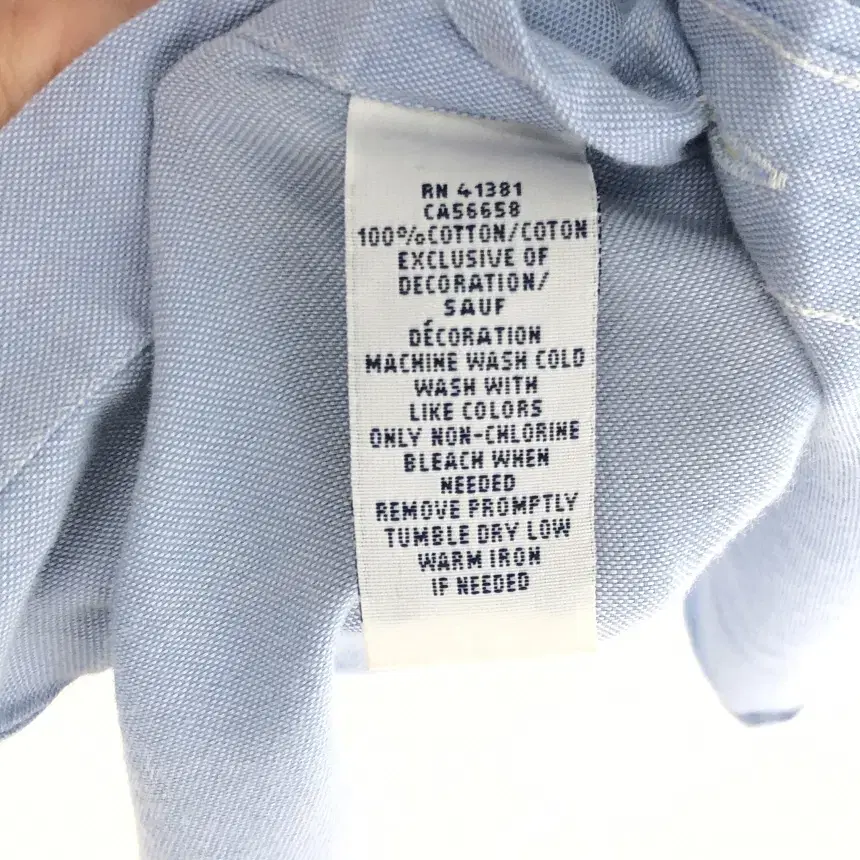 RN 41381
CA56658
100%COTTON/COTON
EXCLUSIVE OF
DECORATION/
SAUF
DÉCORATION
MACHINE WASH COLD
WASH WITH
LIKE COLORS
ONLY NON-CHLORINE
BLEACH WHEN
NEEDED
REMOVE PROMPTLY
TUMBLE DRY LOW
WARM IRON
IF NEEDED